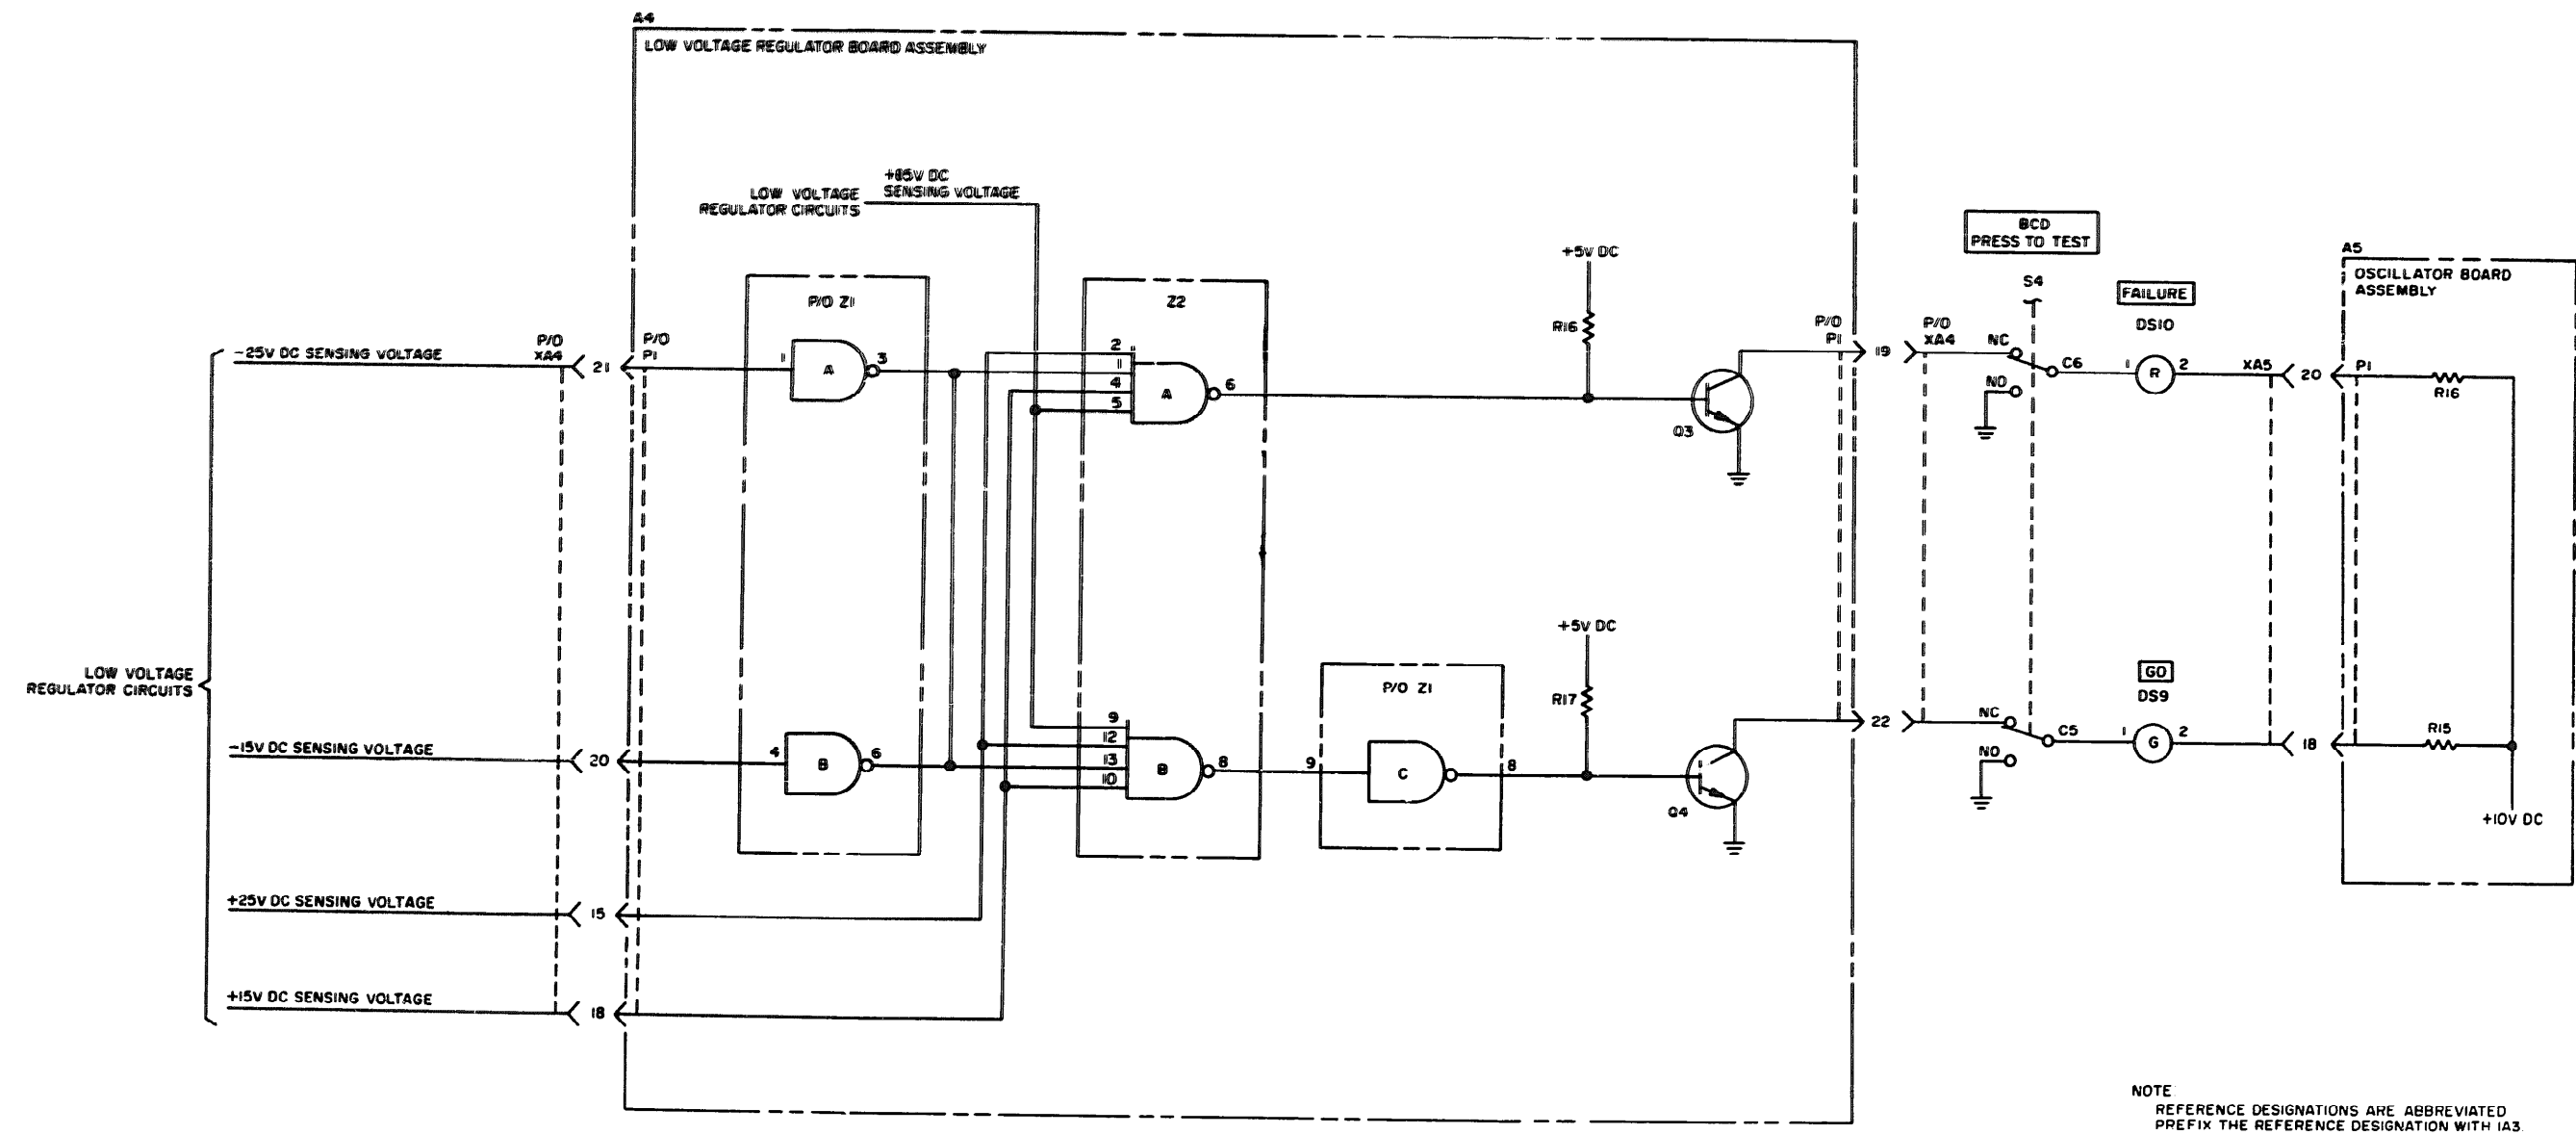 A4
LOW VOLTAGE REGULATOR BOARD ASSEMBLY
LOW VOLTAGE
REGULATOR CIRCUITS
DC
SENSING VOLTAGE
+5V DC
BCD
PRESS TO TEST
A5
OSCILLATOR BOARD
ASSEMBLY
P/O Z1
Z2
S4
FAILURE
DS10
R16
-25V DC SENSING VOLTAGE
P/O
XA4
21
P/O
P1
1
A
3
2
11
4
5
A
6
Q3
P/O
P1
19
P/O
XA4
NC
NO
C6
1
R
2
XA5
20
P1
R16
LOW VOLTAGE
REGULATOR CIRCUITS
-15V DC SENSING VOLTAGE
20
4
B
6
9
12
13
10
B
8
P/O Z1
9
C
8
+5V DC
R17
Q4
22
NC
NO
C5
GO
DS9
1
G
2
18
R15
+10V DC
+25V DC SENSING VOLTAGE
15
+15V DC SENSING VOLTAGE
18
NOTE:
REFERENCE DESIGNATIONS ARE ABBREVIATED
PREFIX THE REFERENCE DESIGNATION WITH 1A3.